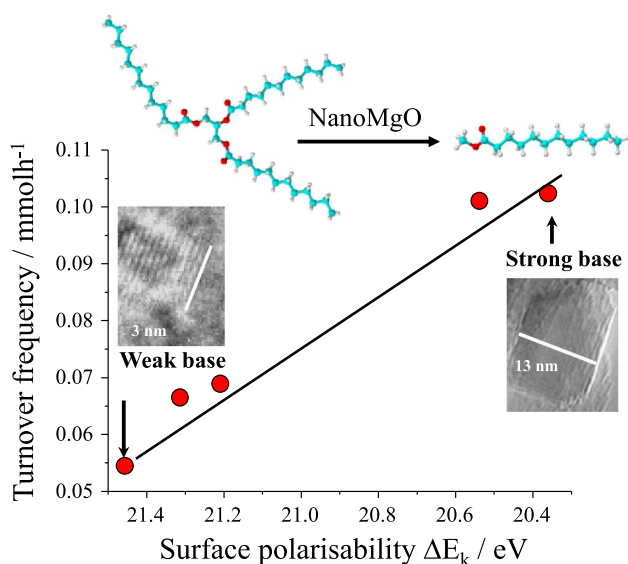 NanoMgO
0.11
0.10
0.09
0.08
0.07
0.06
0.05
Turnover frequency / mmolh-1
3 nm
Weak base
Strong base
13 nm
21.4
21.2
21.0
20.8
20.6
20.4
Surface polarisability ΔEk / eV